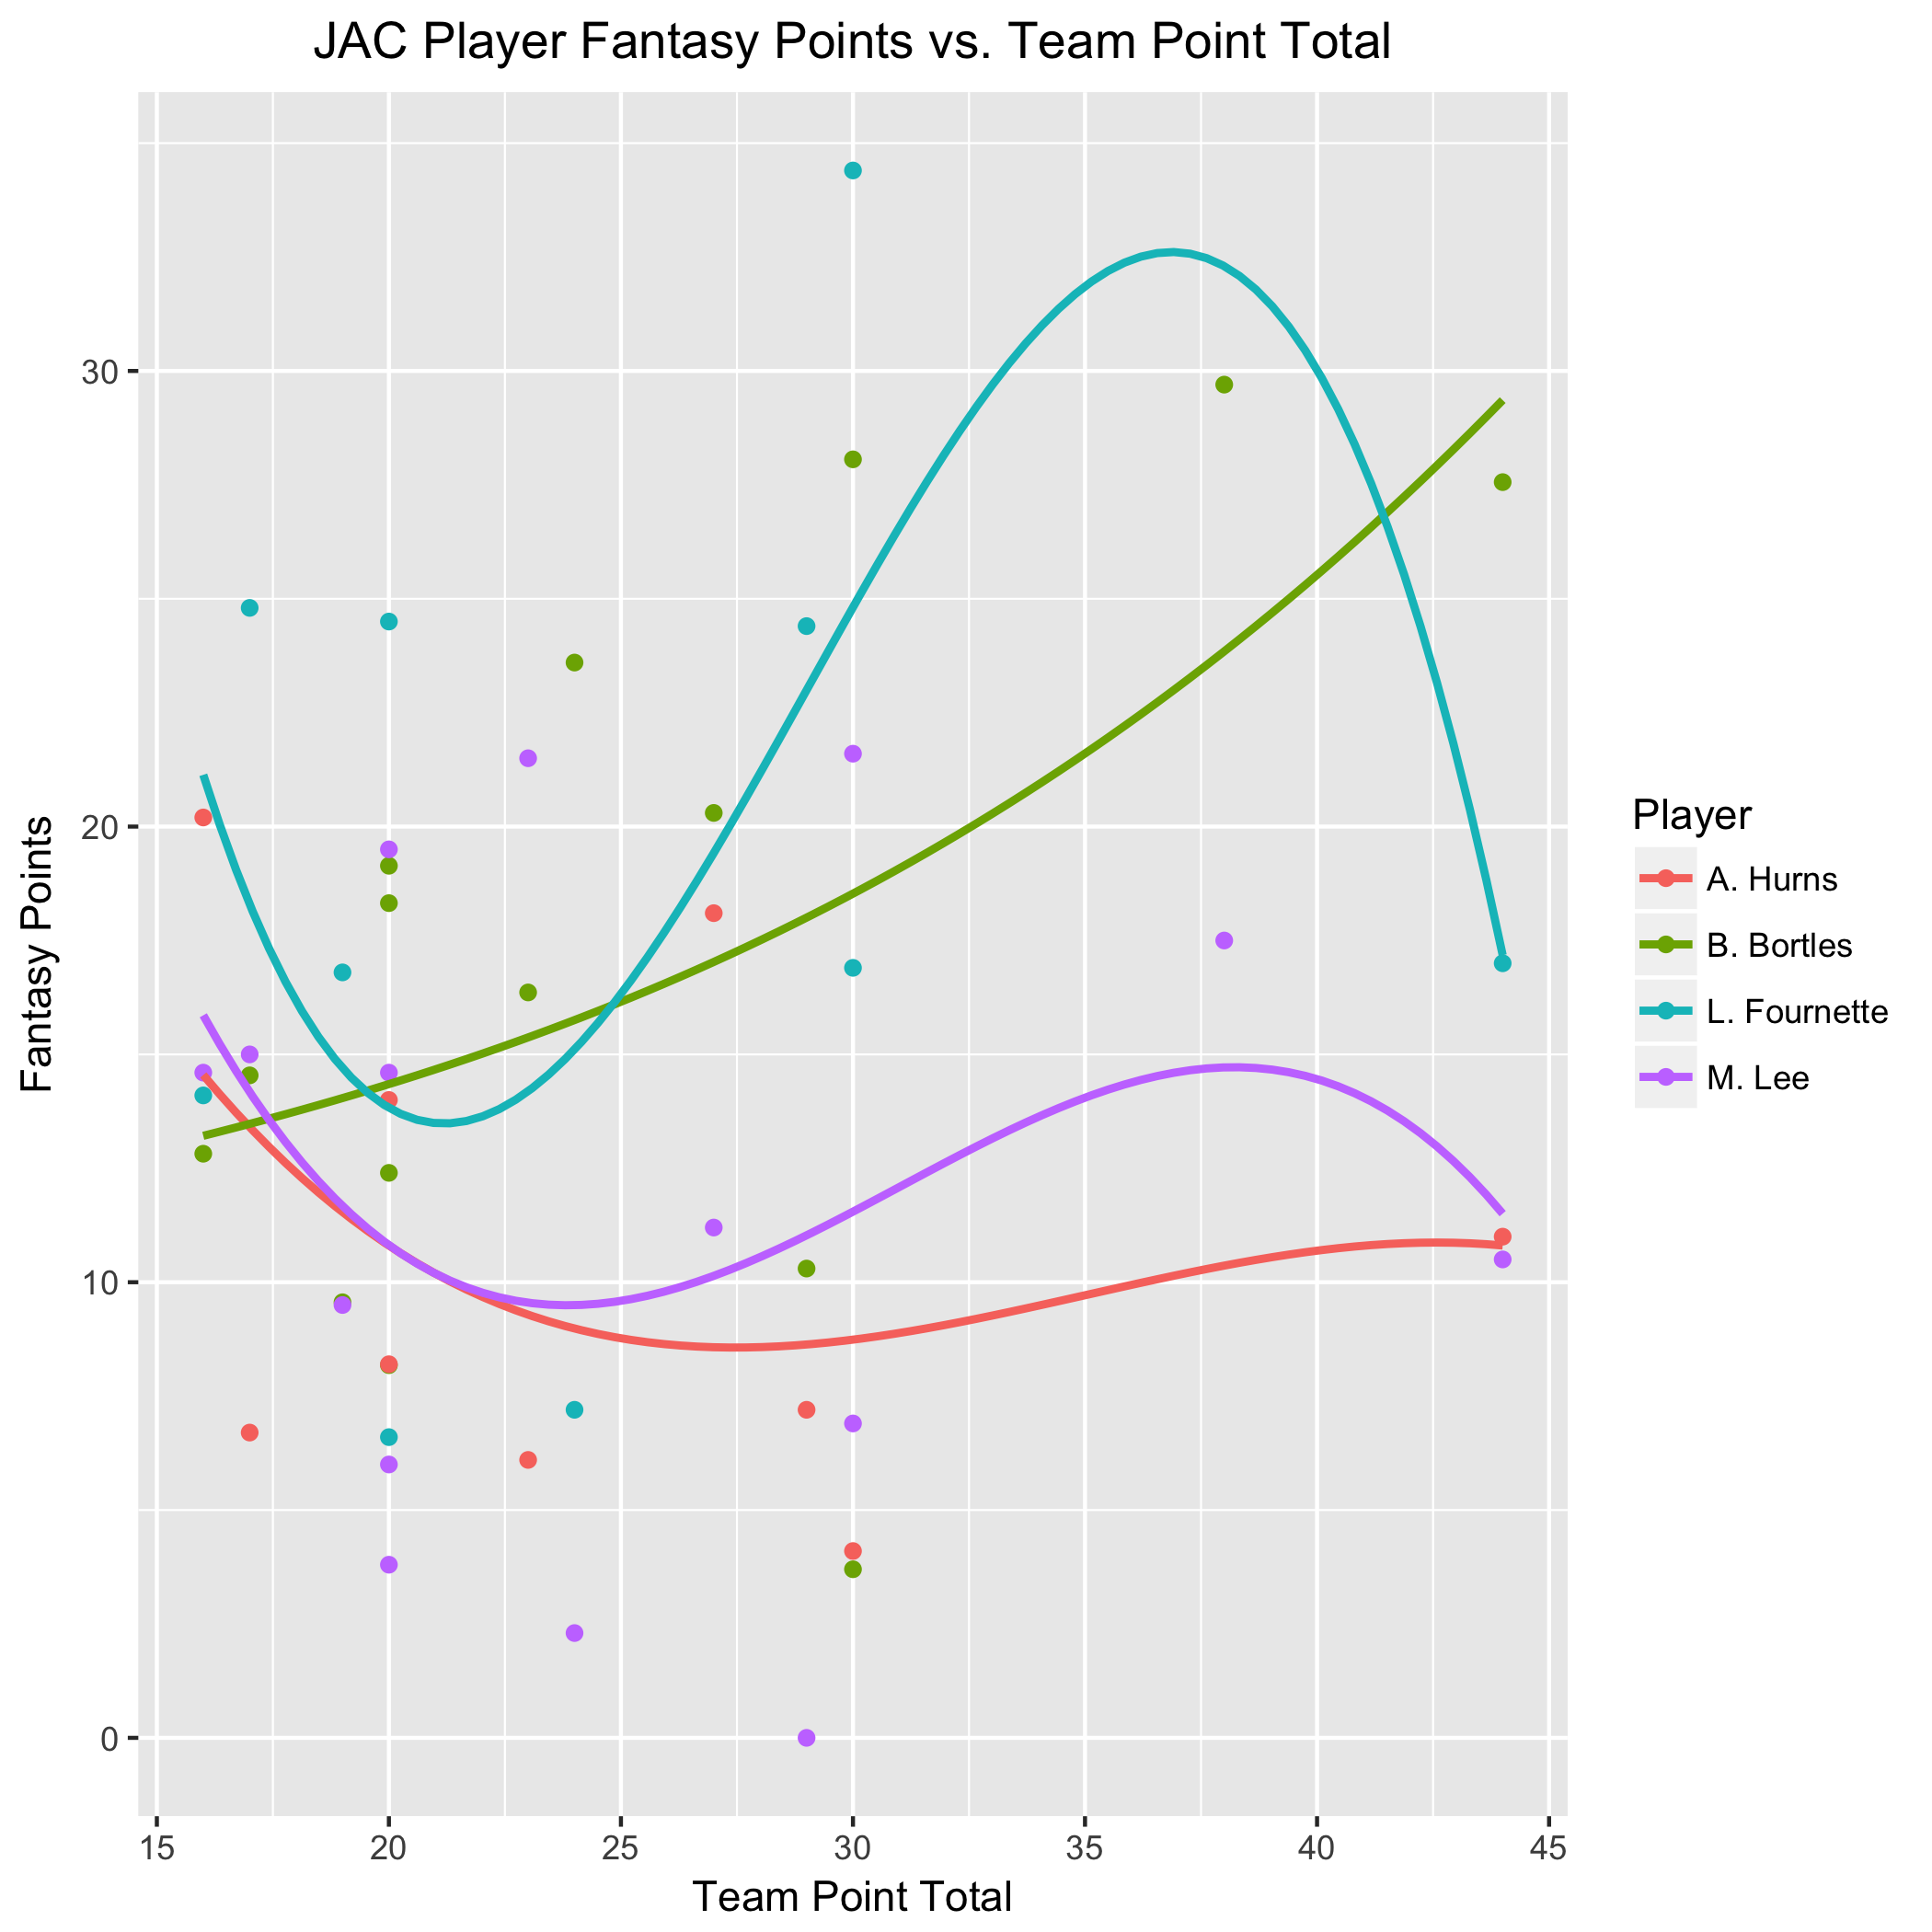 JAC Player Fantasy Points vs. Team Point Total
Fantasy Points
30
20
10
0
15 20 25 30 35 40 45
Team Point Total
Player
A. Hurns
B. Bortles
L. Fournette
M. Lee